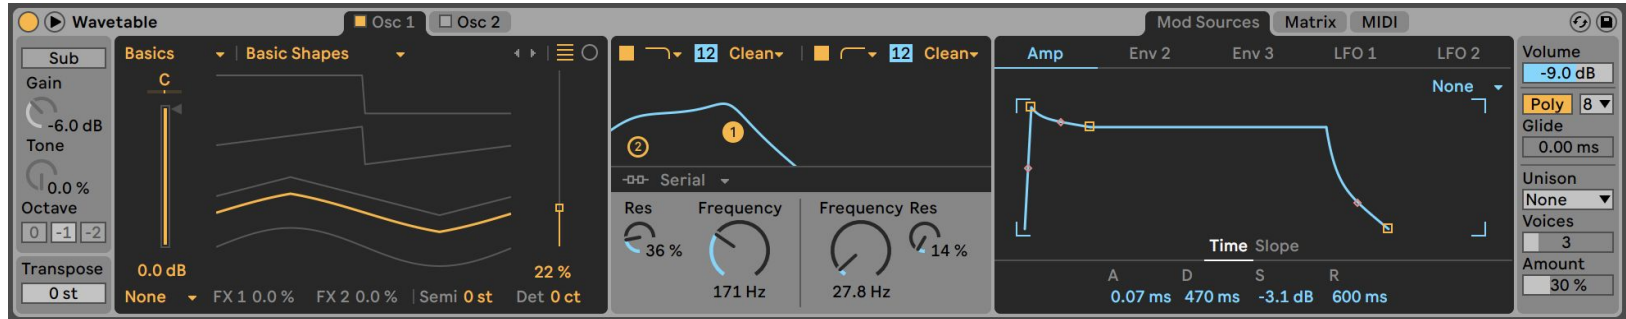 Wavetable
Osc 1
Osc 2
Mod Sources
Matrix
MIDI
Sub
Gain
-6.0 dB
Tone
0.0 %
Octave
0 -1 -2
Transpose
0 st
Basics
Basic Shapes
C
0.0 dB
22 %
None
FX 1 0.0 %
FX 2 0.0 %
Semi 0 st
Det 0 ct
12 Clean
12 Clean
1
2
Serial
Res
36 %
Frequency
171 Hz
Frequency
27.8 Hz
Res
14 %
Amp
Env 2
Env 3
LFO 1
LFO 2
None
Time Slope
A D S R
0.07 ms 470 ms -3.1 dB 600 ms
Volume
-9.0 dB
Poly 8
Glide
0.00 ms
Unison
None
Voices
3
Amount
30 %